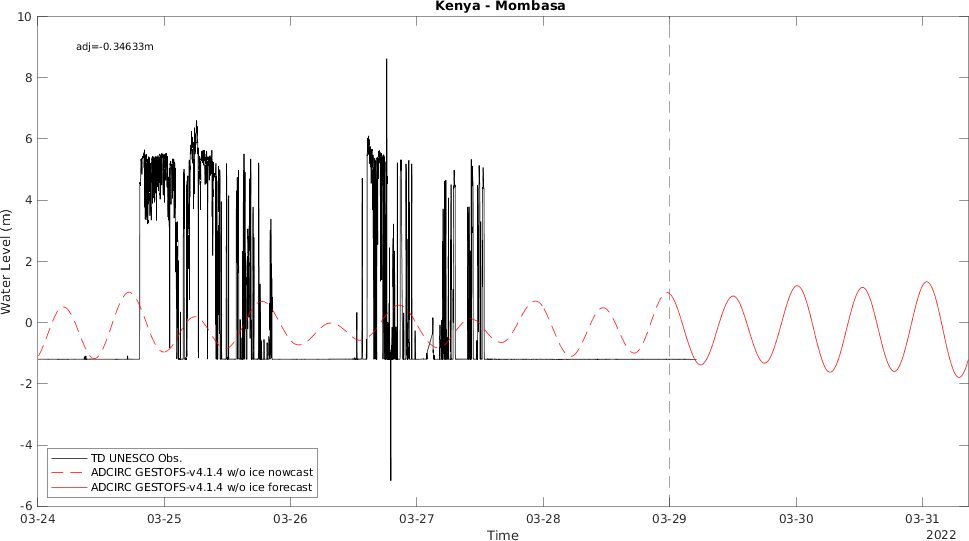 Kenya - Mombasa
adj=-0.34633m
10
8
6
4
2
0
-2
-4
-6
Water Level (m)
TD UNESCO Obs.
ADCIRC GESTOFS-v4.1.4 w/o ice nowcast
ADCIRC GESTOFS-v4.1.4 w/o ice forecast
03-24 03-25 03-26 03-27 03-28 03-29 03-30 03-31
Time
2022